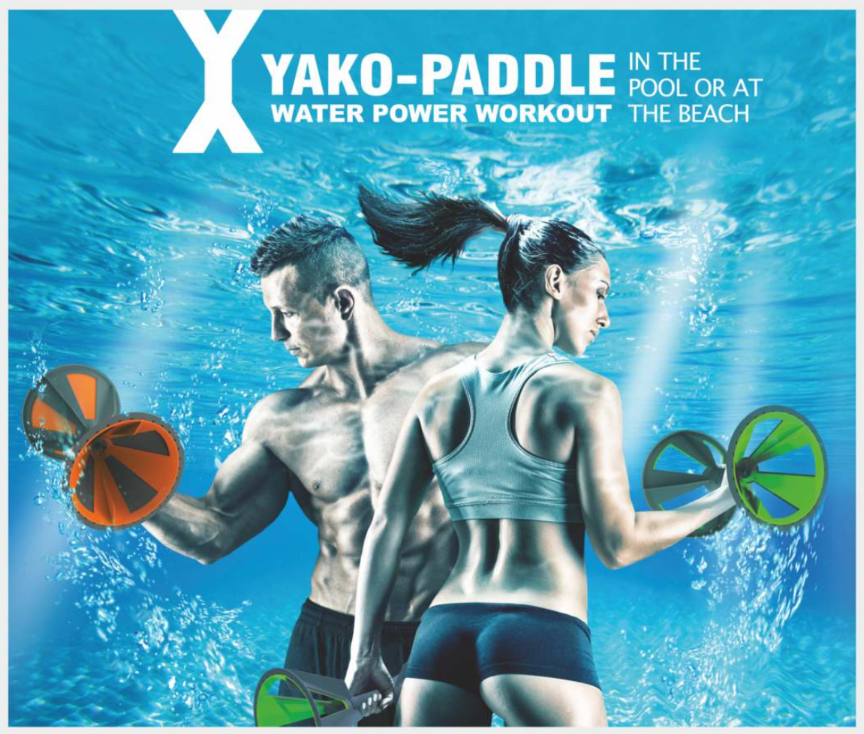 X
YAKO-PADDLE
WATER POWER WORKOUT
IN THE
POOL OR AT
THE BEACH